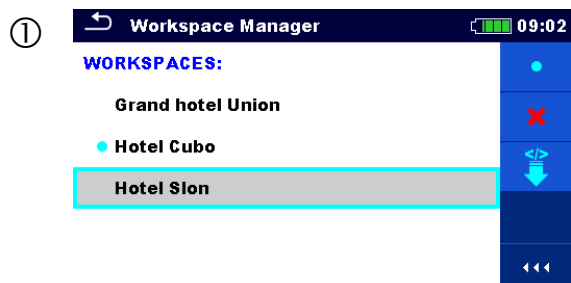 ①
Workspace Manager 09:02
WORKSPACES:
Grand hotel Union
Hotel Cubo
</>
Hotel Slon